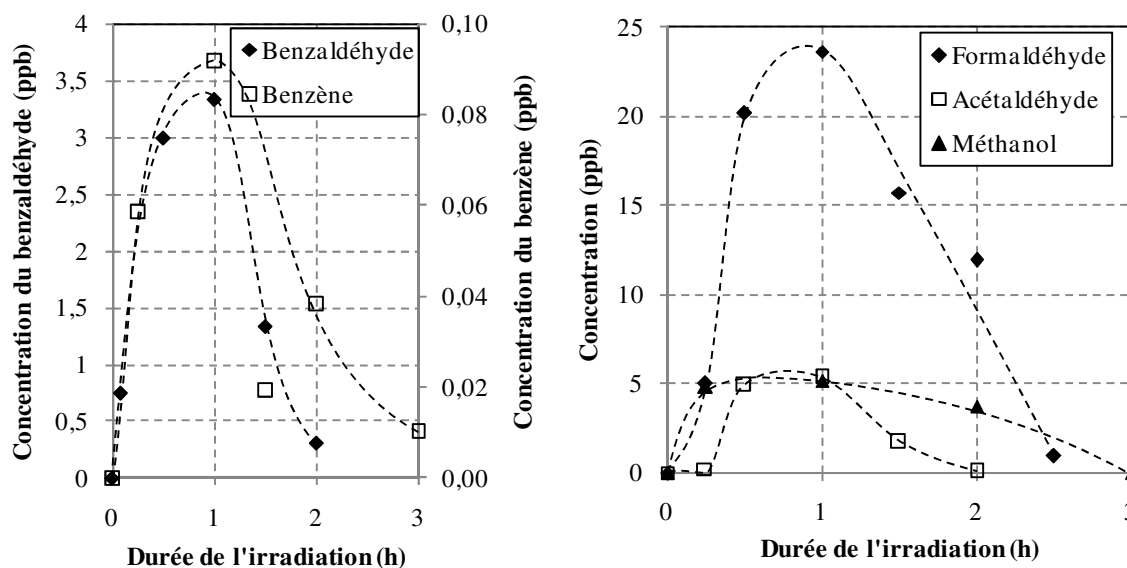 Concentration du benzaldéhyde (ppb)
4
3.5
3
2.5
2
1.5
1
0.5
0
Benzaldéhyde
Benzène
0,10
0,08
0,06
0,04
0,02
0,00
Concentration du benzène (ppb)
0 1 2 3
Durée de l'irradiation (h)
Concentration (ppb)
25
20
15
10
5
0
Formaldéhyde
Acétaldéhyde
Méthanol
0 1 2 3
Durée de l'irradiation (h)